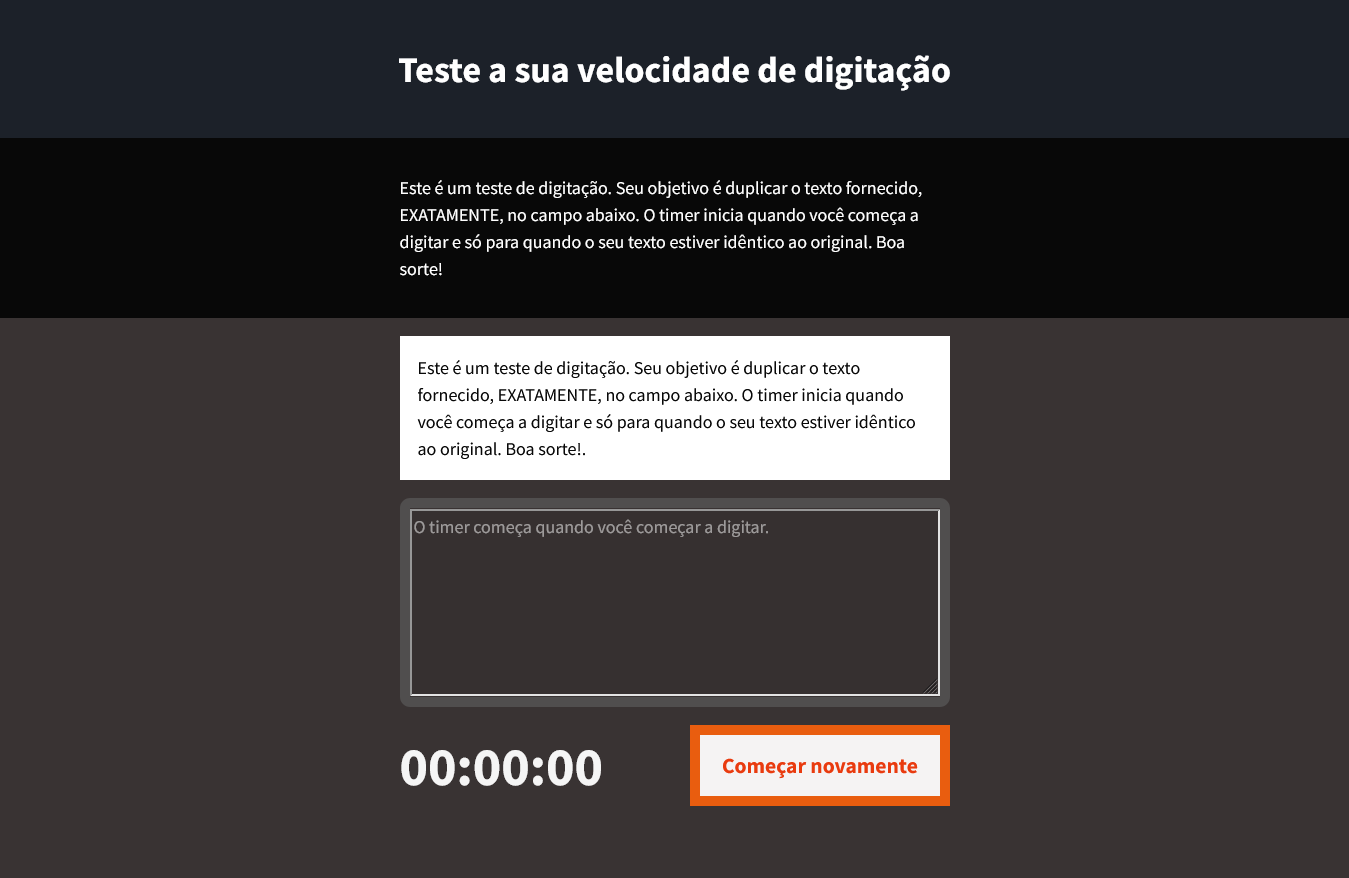 Teste a sua velocidade de digitação
Este é um teste de digitação. Seu objetivo é duplicar o texto fornecido,
EXATAMENTE, no campo abaixo. O timer inicia quando você começa a
digitar e só para quando o seu texto estiver idêntico ao original. Boa
sorte!
Este é um teste de digitação. Seu objetivo é duplicar o texto
fornecido, EXATAMENTE, no campo abaixo. O timer inicia quando
você começa a digitar e só para quando o seu texto estiver idêntico
ao original. Boa sorte!.
O timer começa quando você começar a digitar.
00:00:00
Começar novamente